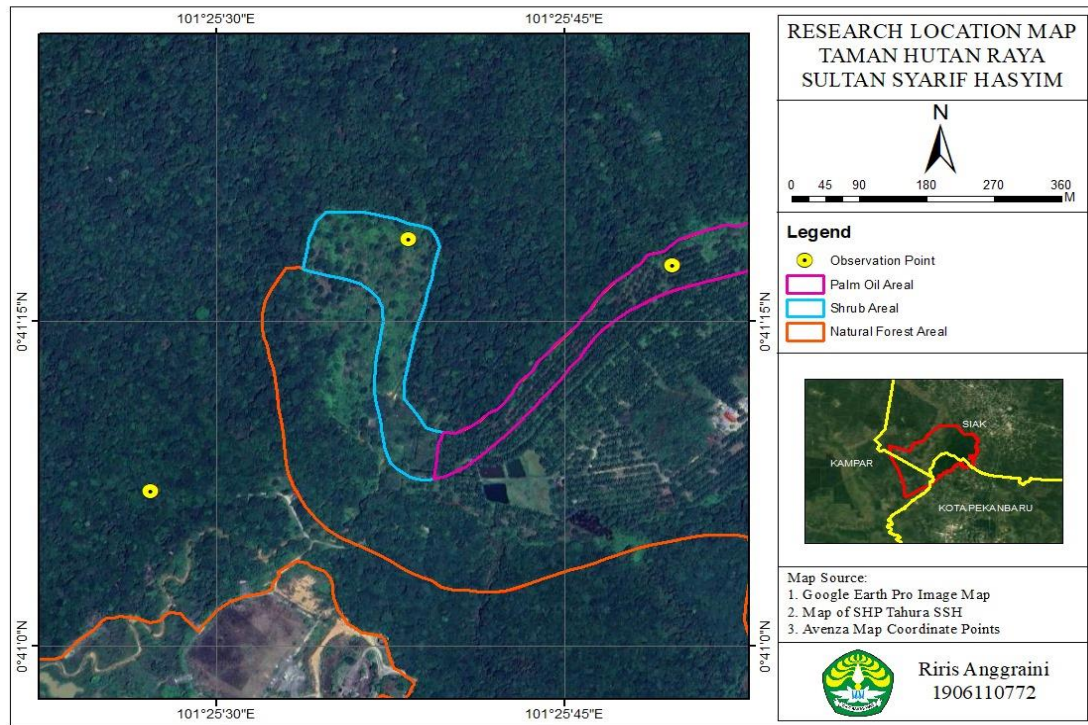 101°25'30"E
101°25'45"E
0°41'15"N
0°41'15"N
0°41'0"N
0°41'0"N
101°25'30"E
101°25'45"E
RESEARCH LOCATION MAP
TAMAN HUTAN RAYA
SULTAN SYARIF HASYIM
N
0 45 90 180 270 360
M
Legend
Observation Point
Palm Oil Areal
Shrub Areal
Natural Forest Areal
SIAK
KAMPAR
KOTA PEKANBARU
Map Source:
1. Google Earth Pro Image Map
2. Map of SHP Tahura SSH
3. Avenza Map Coordinate Points
Riris Anggraini
1906110772